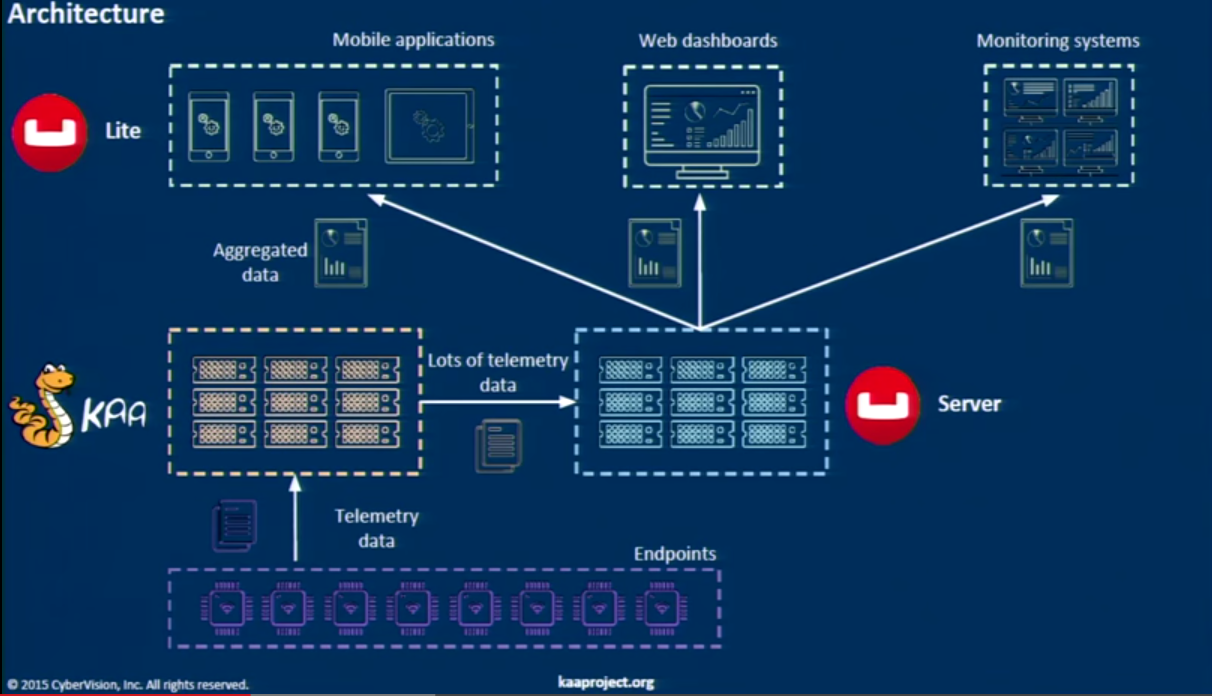 Architecture
Mobile applications
Web dashboards
Monitoring systems
Lite
Aggregated
data
Lots of telemetry
data
KAA
Server
Telemetry
data
Endpoints
© 2015 CyberVision, Inc. All rights reserved.
kaaproject.org